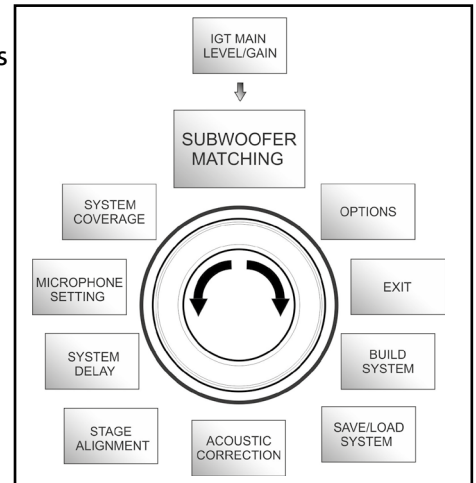 S
IGT MAIN
LEVEL/GAIN
SUBWOOFER
MATCHING
SYSTEM
COVERAGE
OPTIONS
MICROPHONE
SETTING
EXIT
SYSTEM
DELAY
BUILD
SYSTEM
STAGE
ALIGNMENT
ACOUSTIC
CORRECTION
SAVE/LOAD
SYSTEM